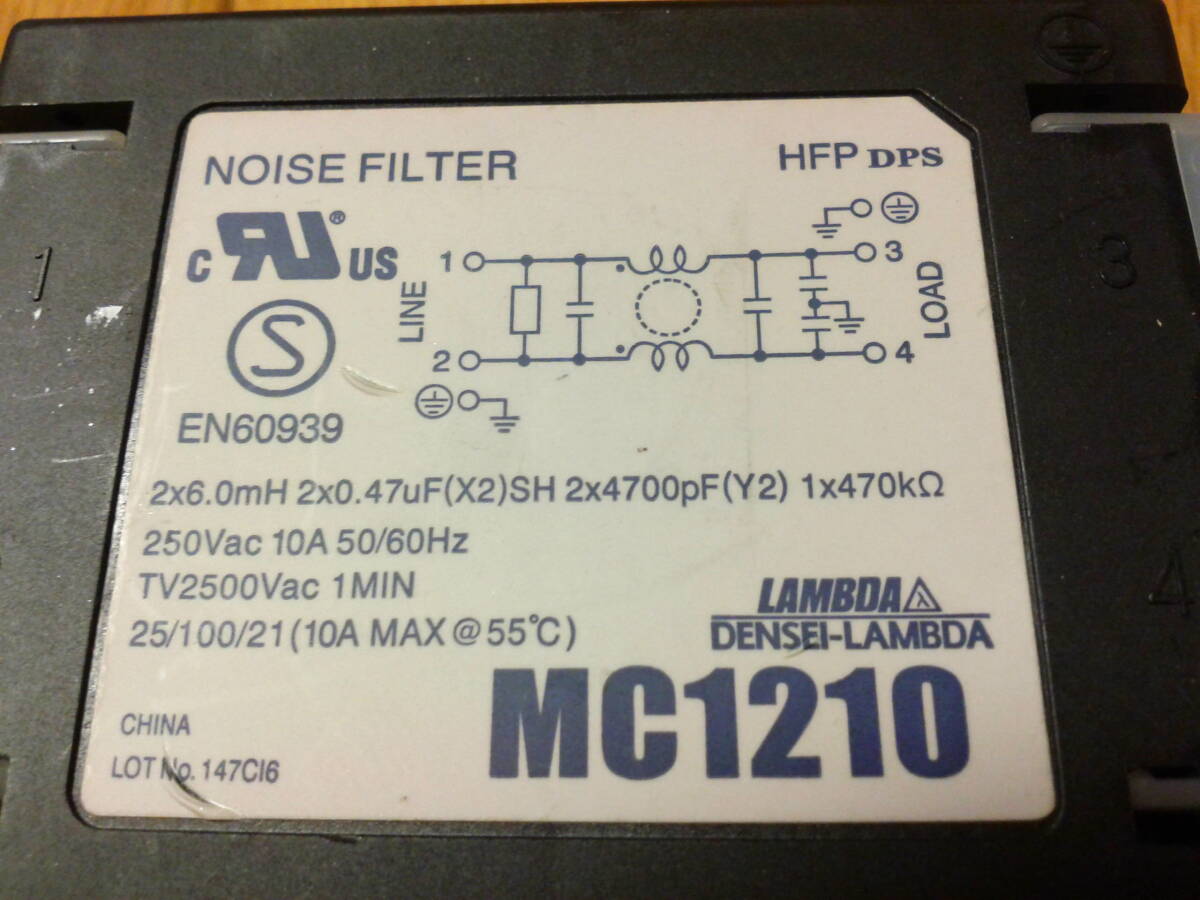 NOISE FILTER
HFP DPS
c RU® US
S
EN60939
1
2
LINE
3
4
LOAD
2x6.0mH 2x0.47uF(X2)SH 2x4700pF(Y2) 1x470kΩ
250Vac 10A 50/60Hz
TV2500Vac 1MIN
25/100/21(10A MAX@55℃)
LAMBDA λ
DENSEI-LAMBDA
MC1210
CHINA
LOT No. 147CI6
1
3
4